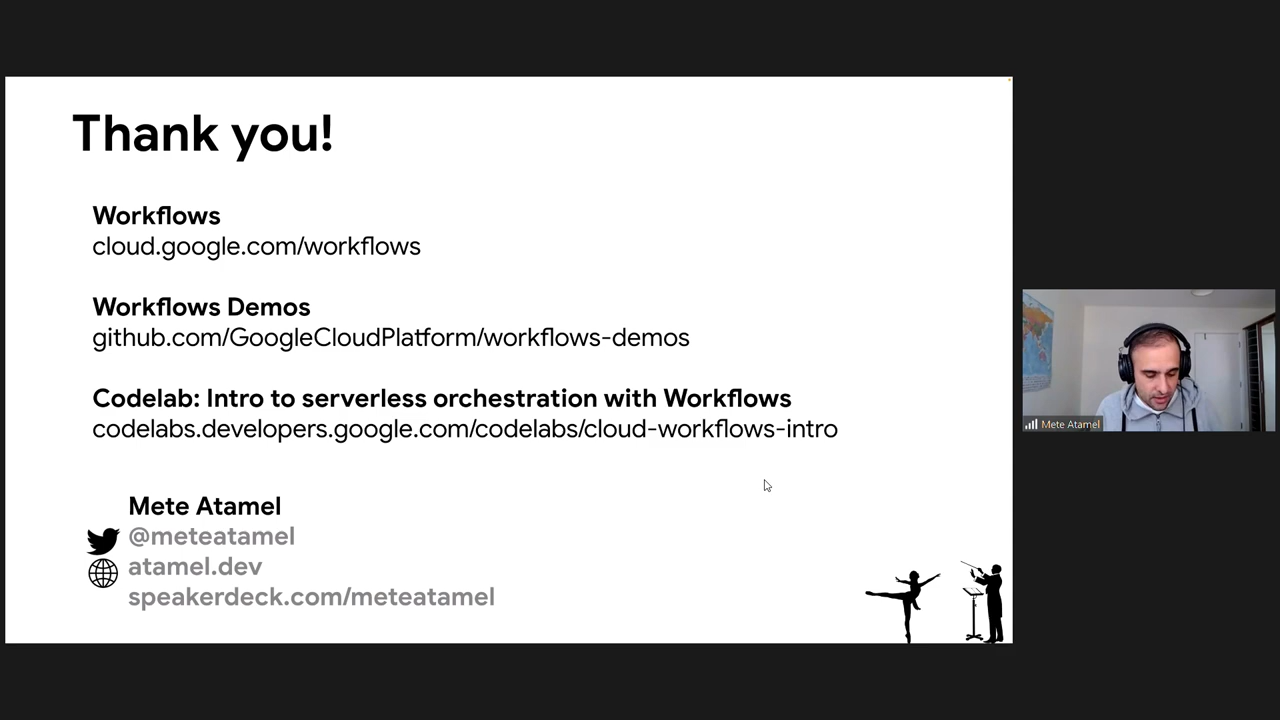 Thank you!
Workflows
cloud.google.com/workflows
Workflows Demos
github.com/GoogleCloudPlatform/workflows-demos
Codelab: Intro to serverless orchestration with Workflows
codelabs.developers.google.com/codelabs/cloud-workflows-intro
Mete Atamel
@meteatamel
atamel.dev
speakerdeck.com/meteatamel
Mete Atamel